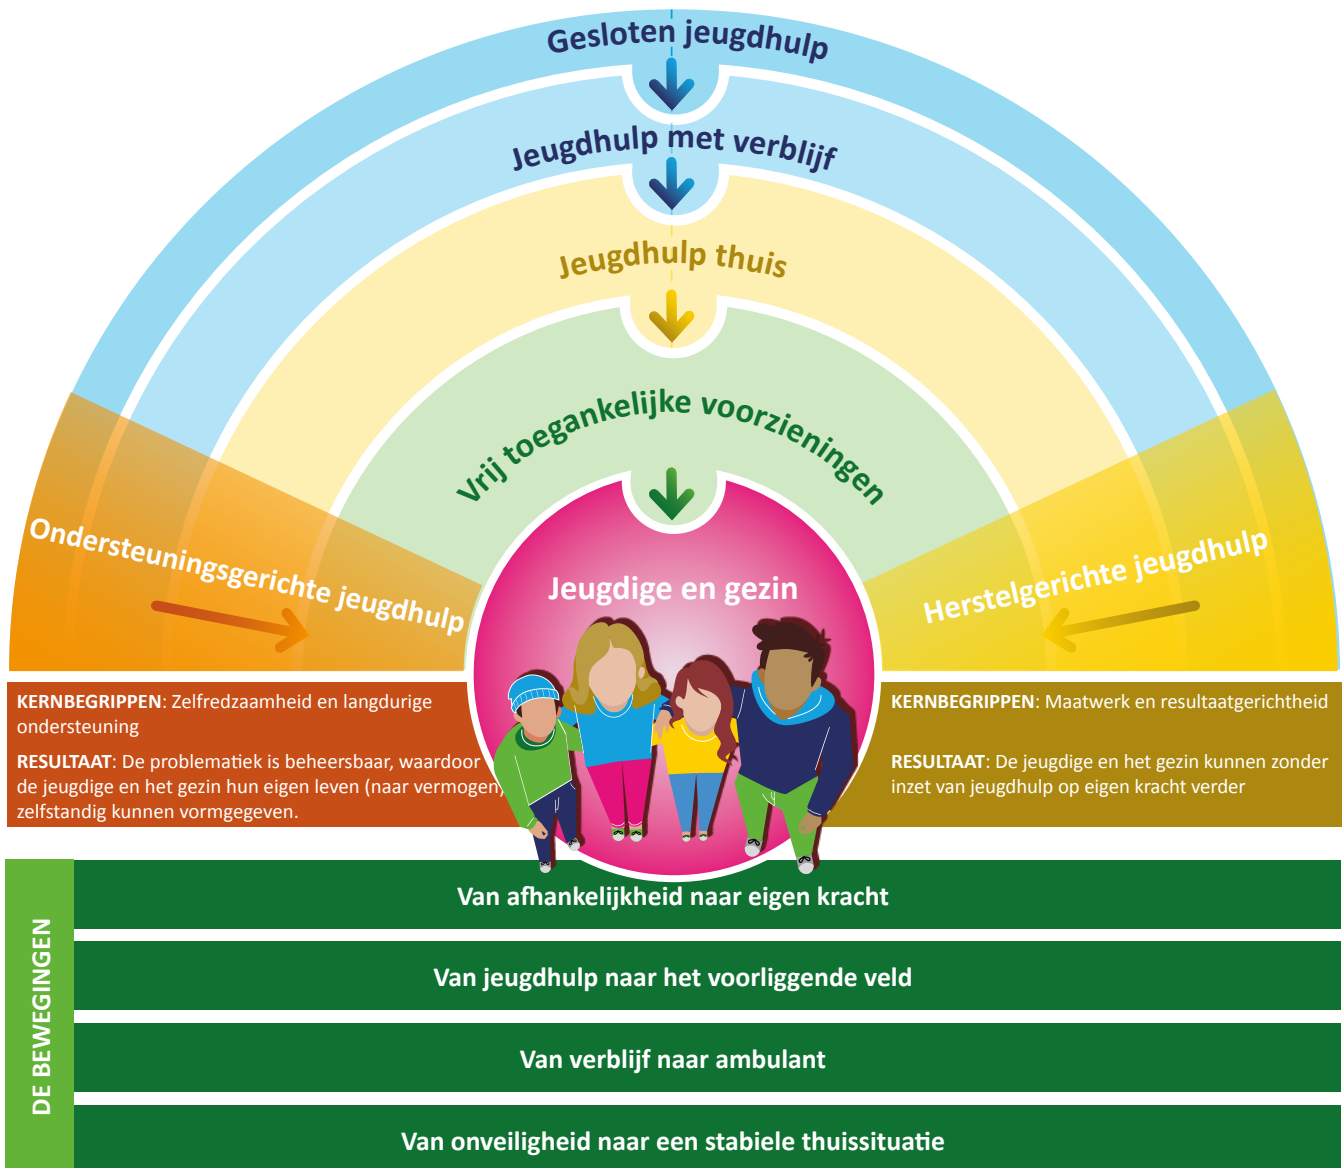 Gesloten jeugdhulp
Jeugdhulp met verblijf
Jeugdhulp thuis
Vrij toegankelijke voorzieningen
Jeugdige en gezin
Ondersteuningsgerichte jeugdhulp
Herstelgerichte jeugdhulp
KERNBEGRIPPEN: Zelfredzaamheid en langdurige
ondersteuning
RESULTAAT: De problematiek is beheersbaar, waardoor
de jeugdige en het gezin hun eigen leven (naar vermogen)
zelfstandig kunnen vormgegeven.
KERNBEGRIPPEN: Maatwerk en resultaatgerichtheid
RESULTAAT: De jeugdige en het gezin kunnen zonder
inzet van jeugdhulp op eigen kracht verder
DE BEWEGINGEN
Van afhankelijkheid naar eigen kracht
Van jeugdhulp naar het voorliggende veld
Van verblijf naar ambulant
Van onveiligheid naar een stabiele thuissituatie